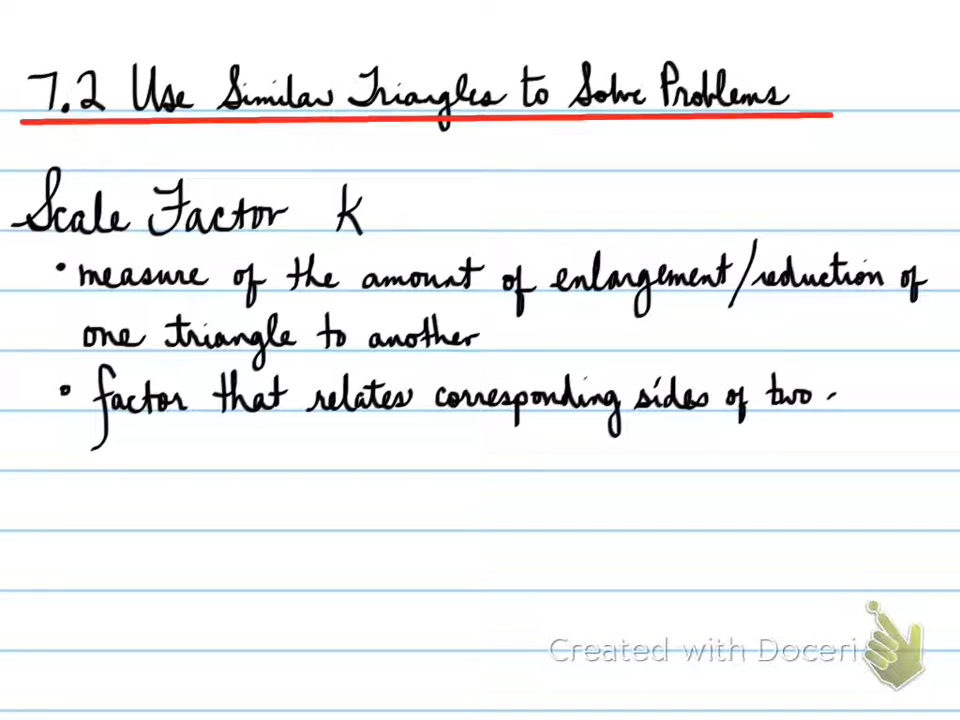 7.2 Use Similar Triangles to Solve Problems
Scale Factor k
• measure of the amount of enlargement/reduction of
one triangle to another
• factor that relates corresponding sides of two
Created with Doceri